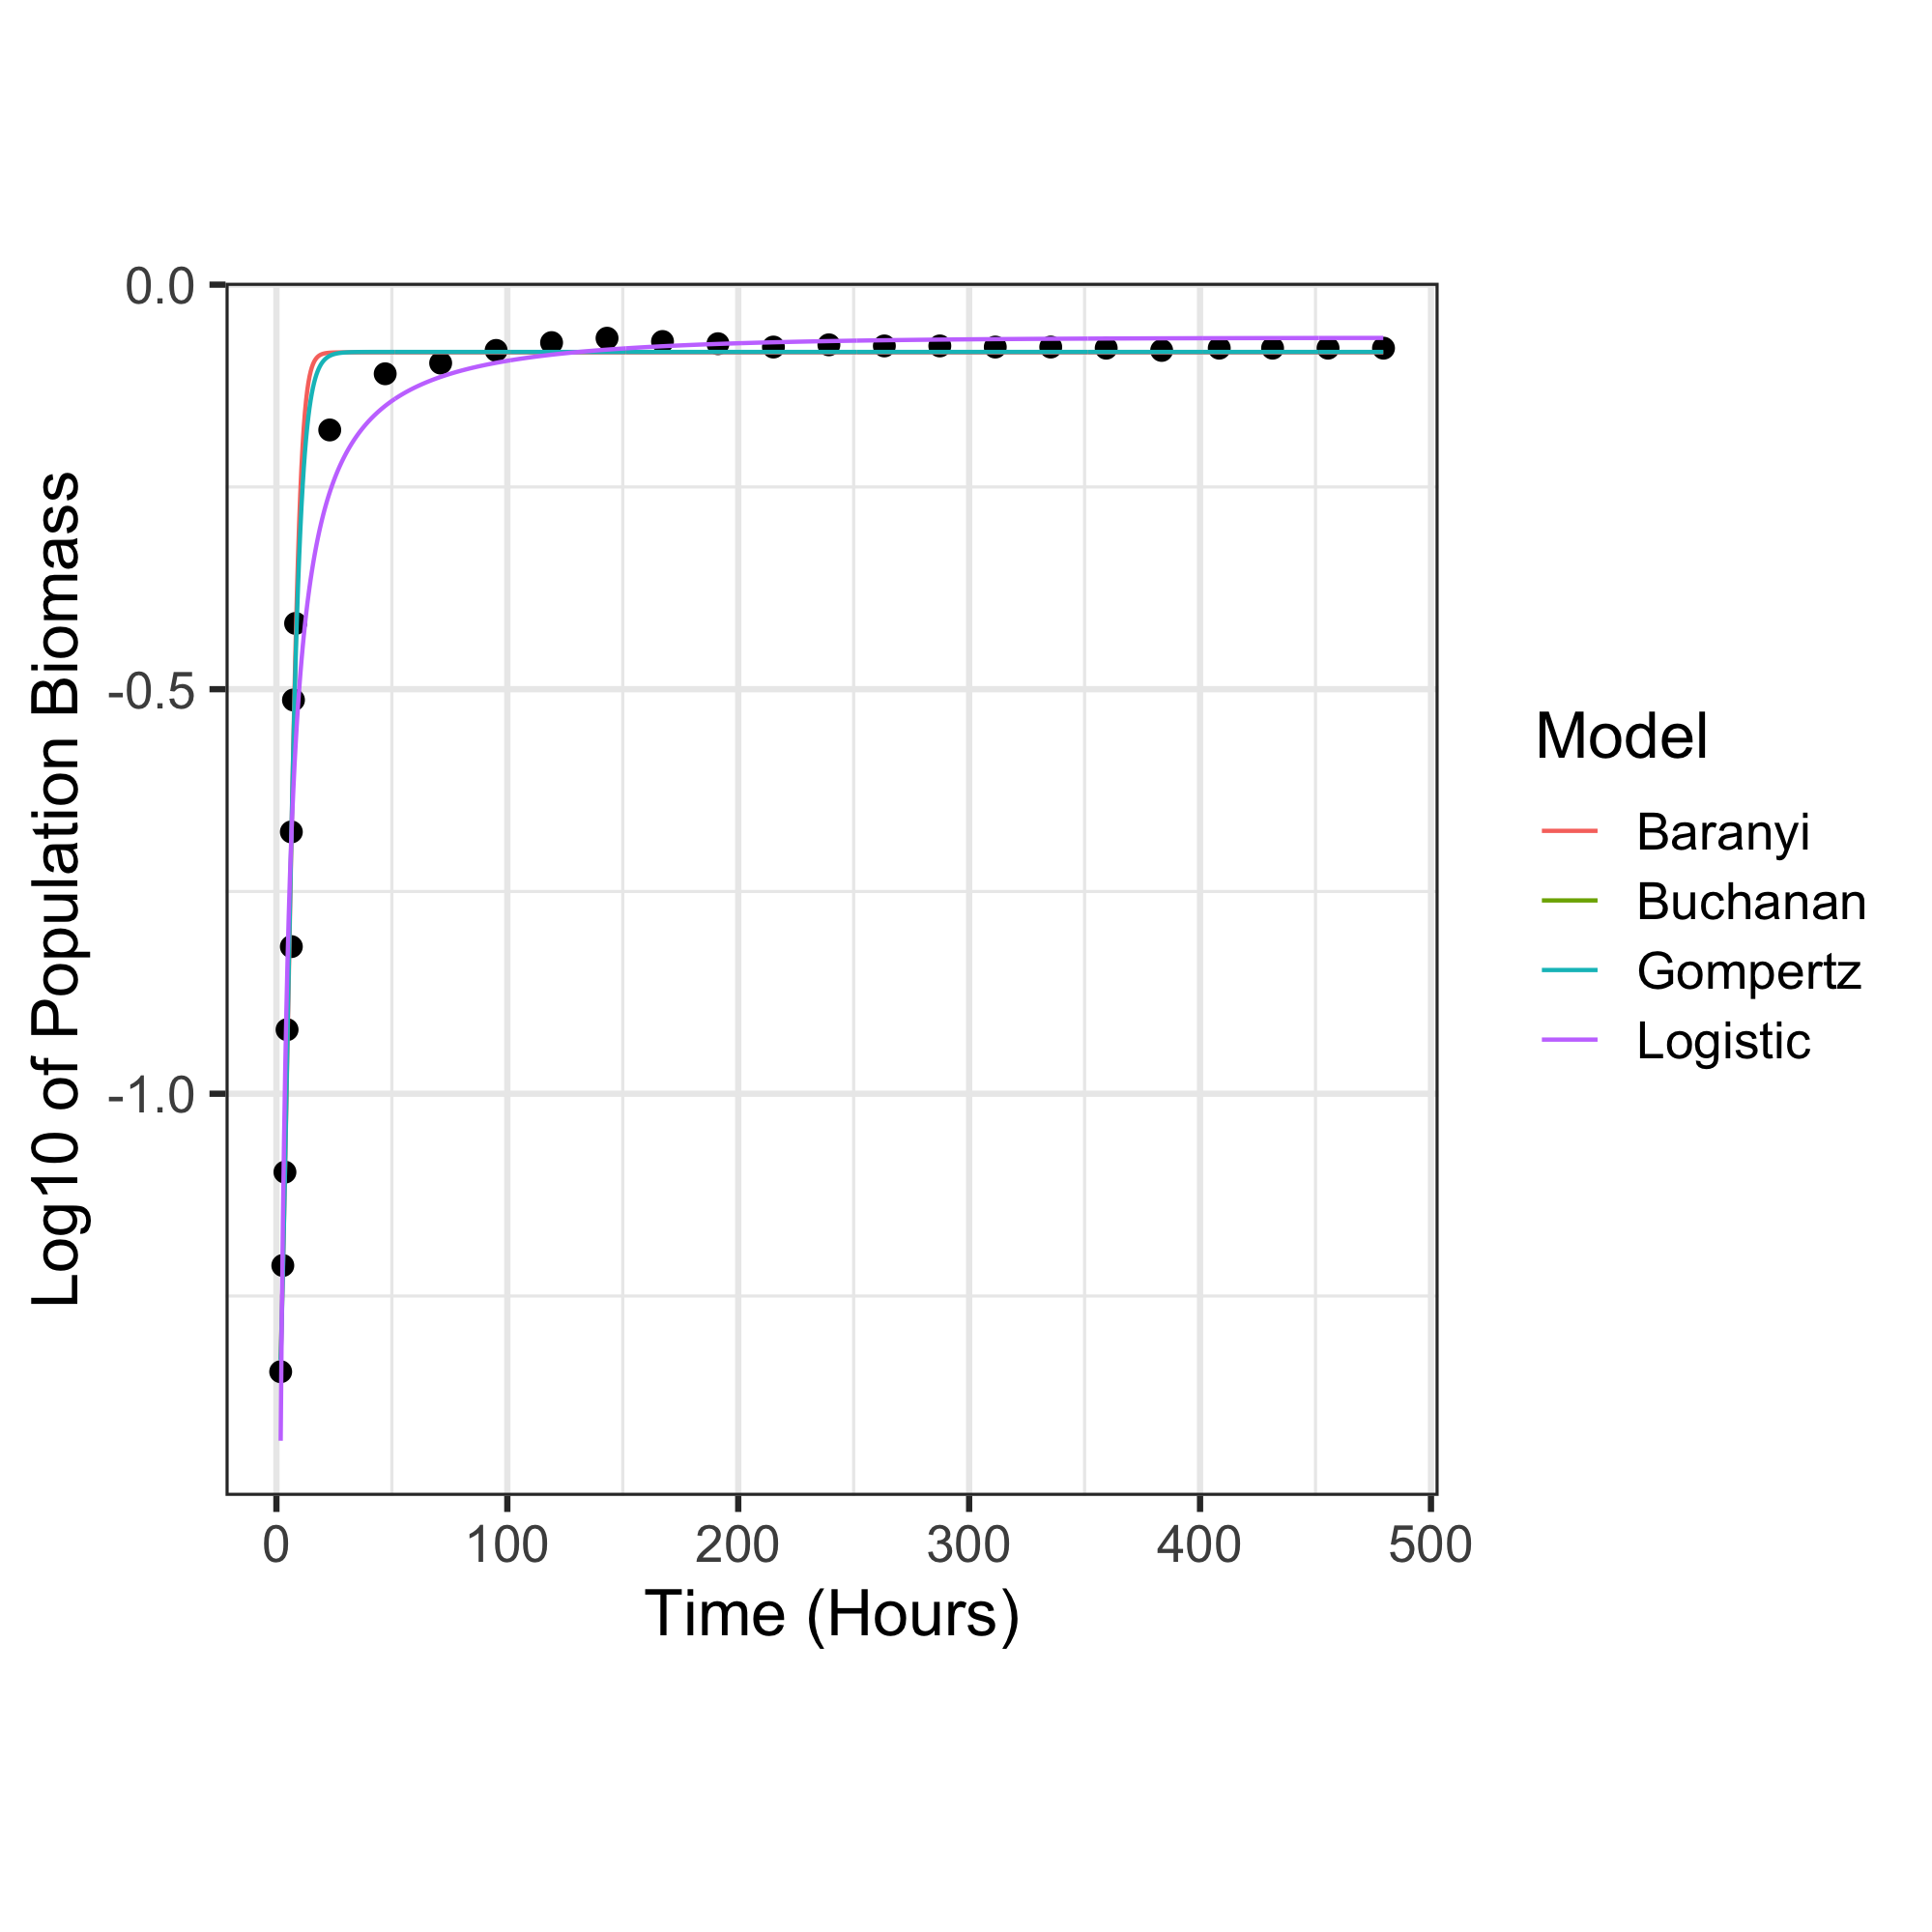 0.0
-0.5
-1.0
Log10 of Population Biomass
0 100 200 300 400 500
Time (Hours)
Model
Baranyi
Buchanan
Gompertz
Logistic